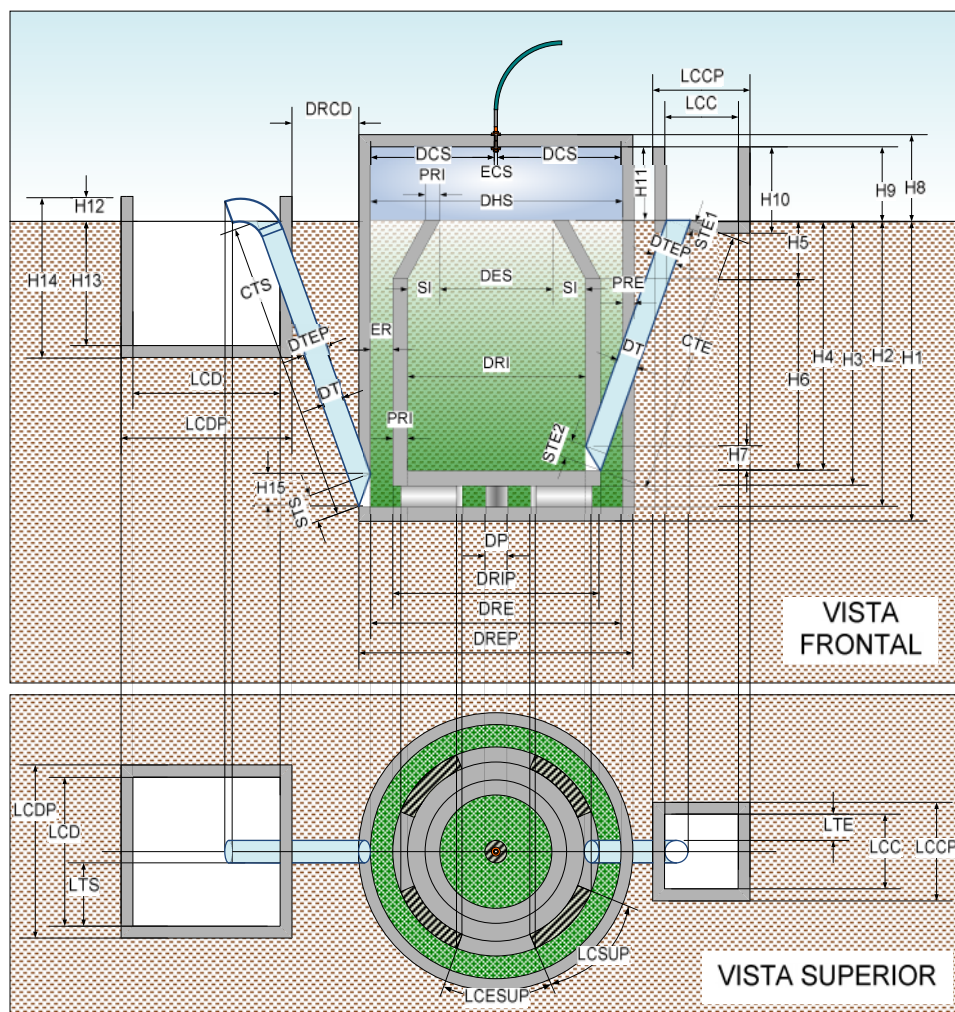 LCCP
LCC
DRCD
DCS
DCS
ECS
PRI
DHS
H11
H10
H9
H8
H12
H14
H13
CTS
DTEP
DT
STE1
DTEP
H5
SI
DES
SI
PRE
ER
DRI
DT
CTE
H6
H4
H3
H2
H1
LCD
LCDP
PRI
STE2
H7
H15
STS
DP
DRIP
DRE
DREP
VISTA
FRONTAL
LCDP
LCD
LTS
LTE
LCC
LCCP
LCSUP
LCESUP
VISTA SUPERIOR